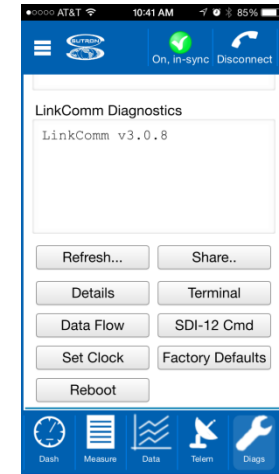 AT&T 10:41 AM 85%
SUTRON
On, in-sync Disconnect
LinkComm Diagnostics
LinkComm v3.0.8
Refresh... Share..
Details Terminal
Data Flow SDI-12 Cmd
Set Clock Factory Defaults
Reboot
Dash Measure Data Telem Diags